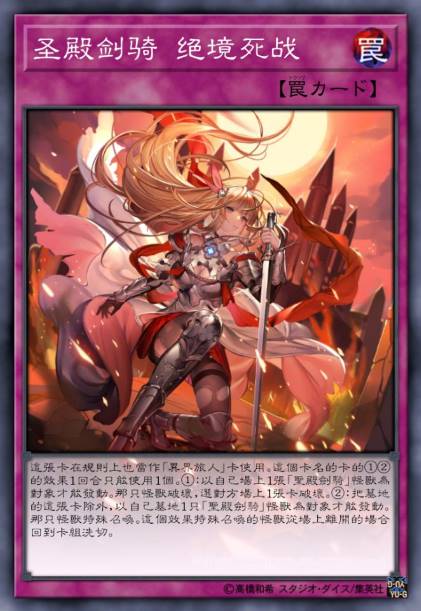 圣殿剑骑 绝境死战
罠
トラップ
【罠カード】
這張卡在規則上也當作「異界旅人」卡使用。這個卡名的卡的①②
的效果1回合只能使用1個。①:以自己場上1張「聖殿劍騎」怪獸為
對象才能發動。那只怪獸破壞,選對方場上1張卡破壞。②:把墓地
的這張卡除外,以自己墓地1只「聖殿劍騎」怪獸為對象才能發動。
那只怪獸特殊召喚。這個效果特殊召喚的怪獸從場上離開的場合
回到卡組洗切。
©高橋和希 スタジオ・ダイス/集英社
YU-G